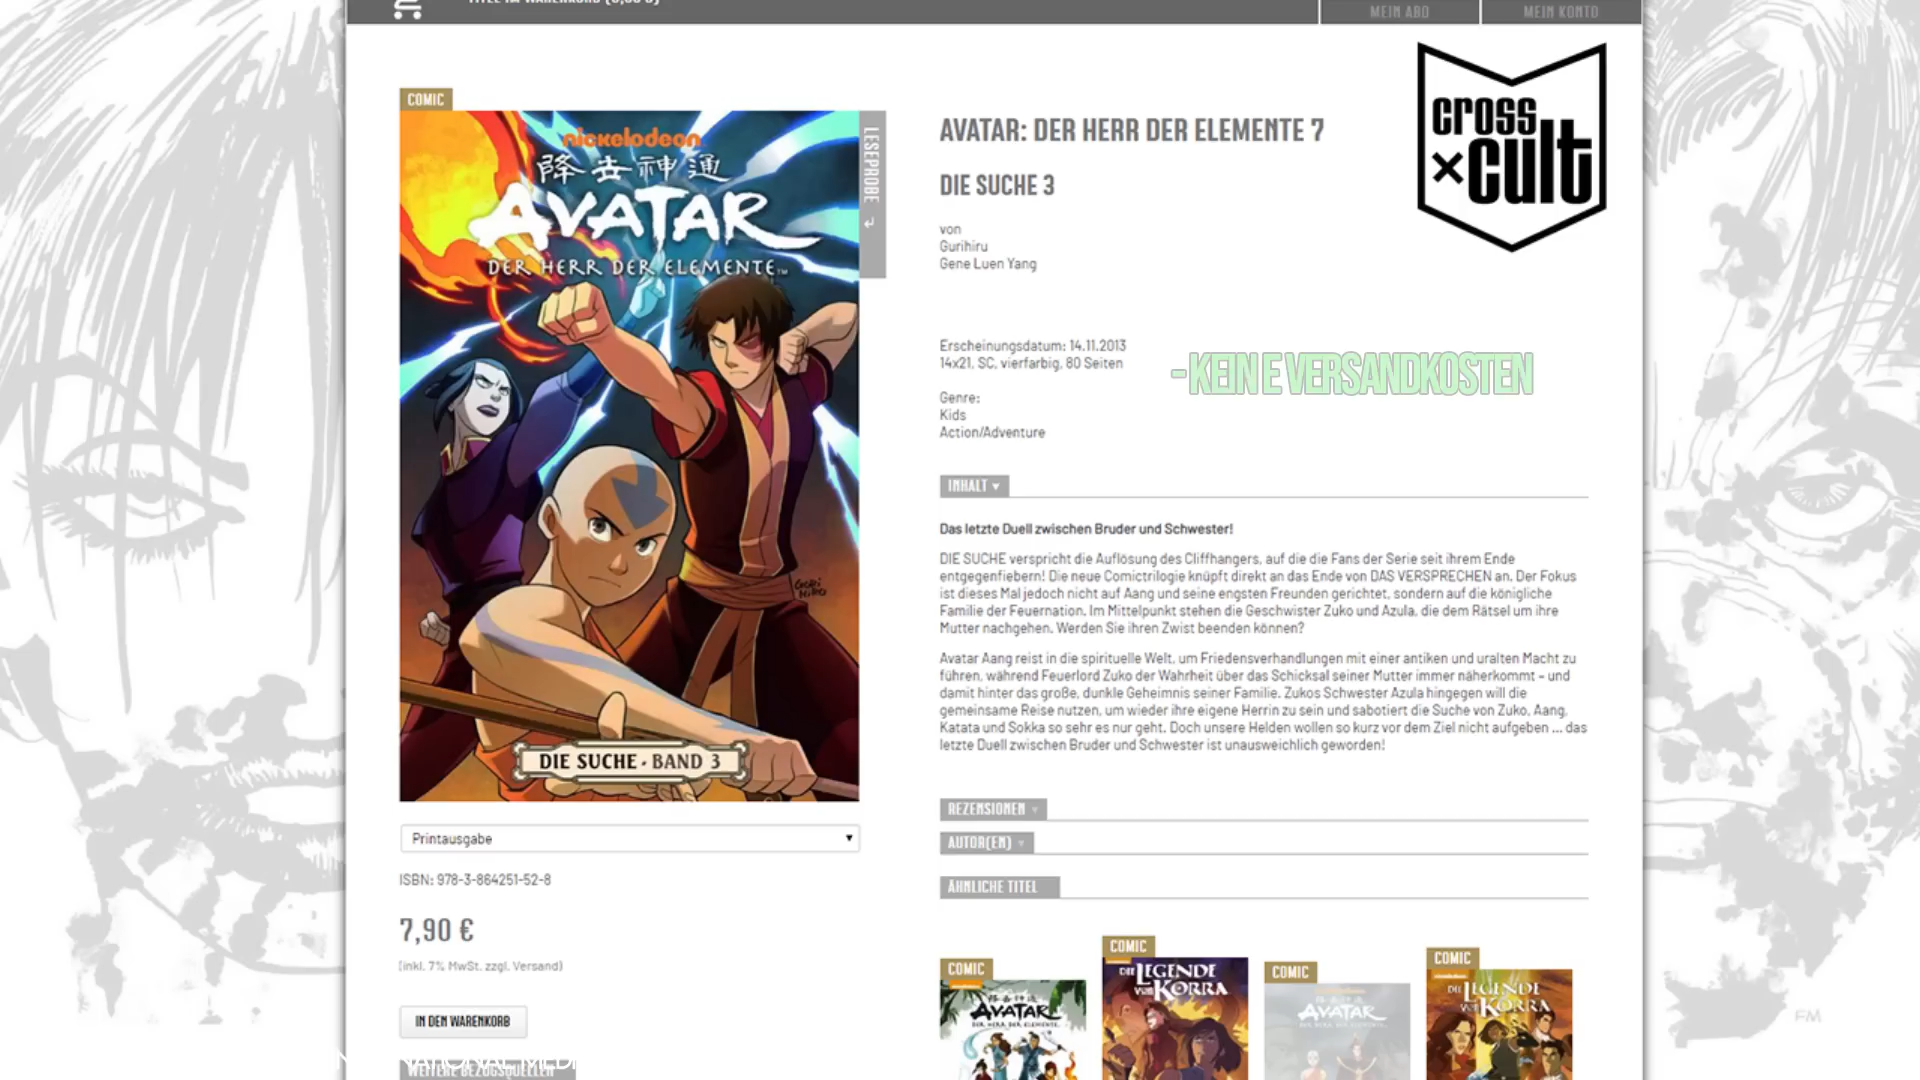 MEIN ABO
MEIN KONTO
COMIC
nickelodeon
降去神通
AVATAR
DER HERR DER ELEMENTE™
DIE SUCHE · BAND 3
LESEPROBE
Printausgabe
ISBN: 978-3-864251-52-8
7,90 €
(inkl. 7% MwSt. zzgl. Versand)
IN DEN WARENKORB
WEITERE BEZUGSQUELLEN
AVATAR: DER HERR DER ELEMENTE 7
DIE SUCHE 3
von
Gurihiru
Gene Luen Yang
cross
×cult
Erscheinungsdatum: 14.11.2013
14x21, SC, vierfarbig, 80 Seiten
- KEINE VERSANDKOSTEN
Genre:
Kids
Action/Adventure
INHALT
Das letzte Duell zwischen Bruder und Schwester!
DIE SUCHE verspricht die Auflösung des Cliffhangers, auf die die Fans der Serie seit ihrem Ende
entgegenfiebern! Die neue Comictrilogie knüpft direkt an das Ende von DAS VERSPRECHEN an. Der Fokus
ist dieses Mal jedoch nicht auf Aang und seine engsten Freunden gerichtet, sondern auf die königliche
Familie der Feuernation. Im Mittelpunkt stehen die Geschwister Zuko und Azula, die dem Rätsel um ihre
Mutter nachgehen. Werden Sie ihren Zwist beenden können?
Avatar Aang reist in die spirituelle Welt, um Friedensverhandlungen mit einer antiken und uralten Macht zu
führen, während Feuerlord Zuko der Wahrheit über das Schicksal seiner Mutter immer näherkommt – und
damit hinter das große, dunkle Geheimnis seiner Familie. Zukos Schwester Azula hingegen will die
gemeinsame Reise nutzen, um wieder ihre eigene Herrin zu sein und sabotiert die Suche von Zuko, Aang,
Katata und Sokka so sehr es nur geht. Doch unsere Helden wollen so kurz vor dem Ziel nicht aufgeben ... das
letzte Duell zwischen Bruder und Schwester ist unausweichlich geworden!
REZENSIONEN
AUTOR(EN)
ÄHNLICHE TITEL
COMIC
AVATAR
DER HERR DER ELEMENTE
COMIC
DIE LEGENDE
VON KORRA
COMIC
AVATAR
COMIC
DIE LEGENDE
VON KORRA
FM